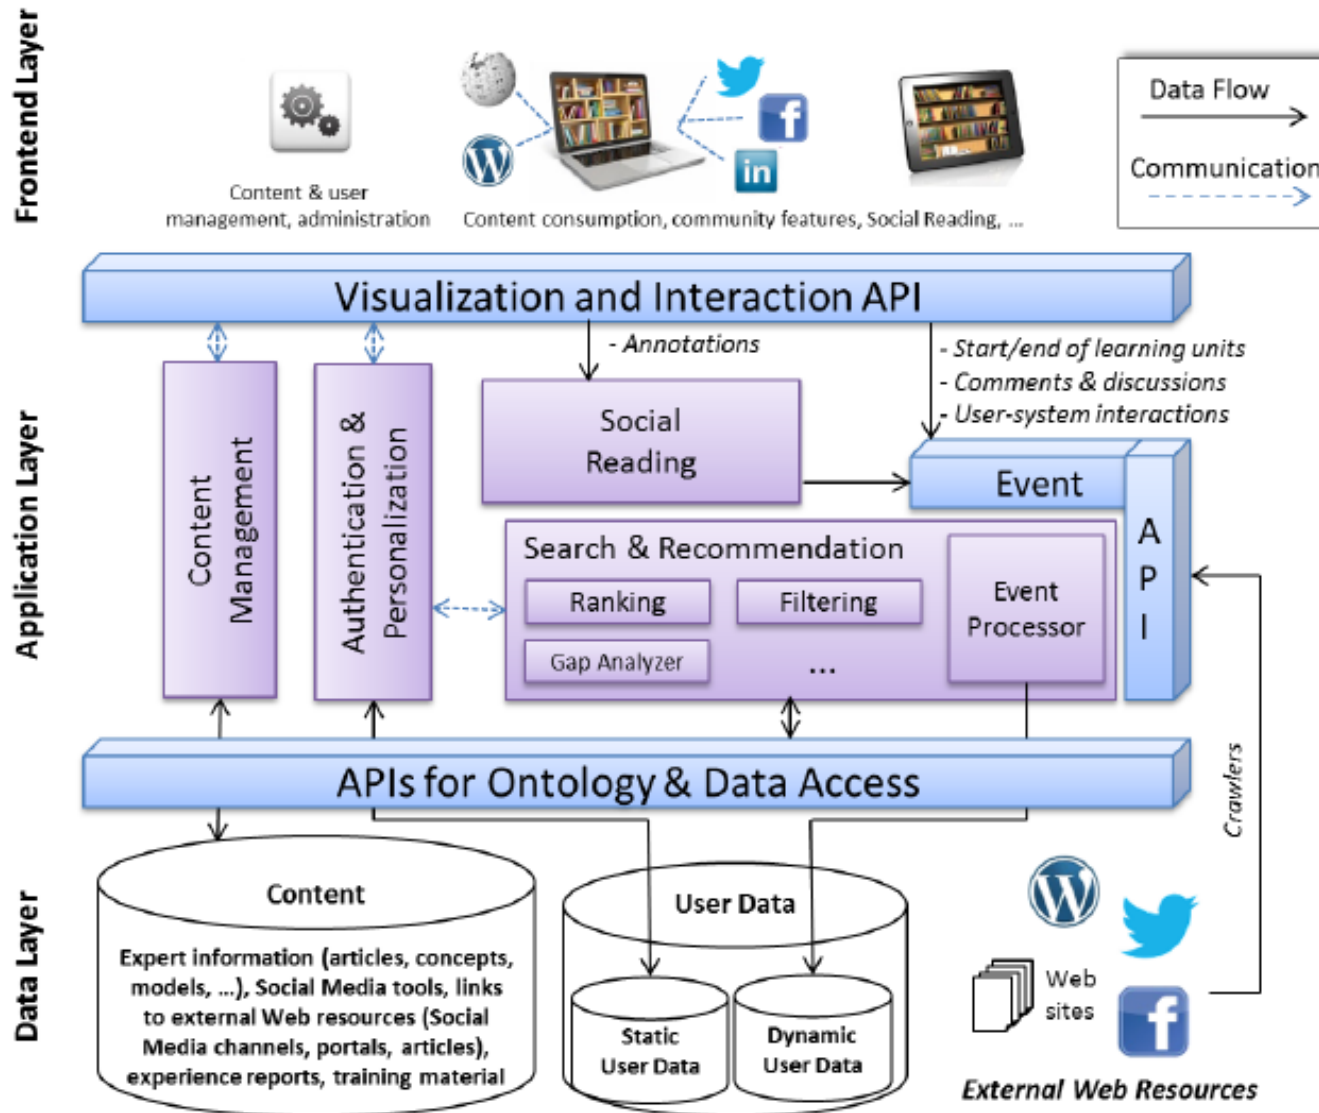 Frontend Layer
Data Flow
Communication
W
f
in
Content & user
management, administration
Content consumption, community features, Social Reading, ...
Visualization and Interaction API
Application Layer
- Annotations
- Start/end of learning units
- Comments & discussions
- User-system interactions
Content
Management
Authentication &
Personalization
Social
Reading
Event
API
Search & Recommendation
Ranking
Filtering
Gap Analyzer
...
Event
Processor
APIs for Ontology & Data Access
Crawlers
Data Layer
Content
Expert information (articles, concepts,
models, ...), Social Media tools, links
to external Web resources (Social
Media channels, portals, articles),
experience reports, training material
User Data
Static
User Data
Dynamic
User Data
W
Web
sites
f
External Web Resources